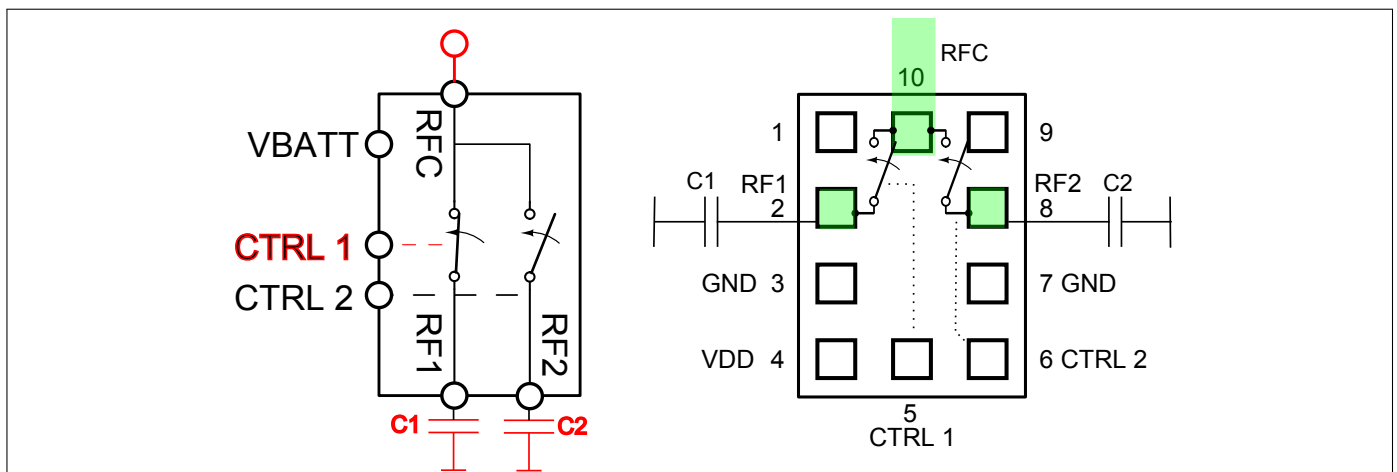 VBATT
CTRL 1
CTRL 2
RFC
RF1
RF2
C1
C2
RFC
10
1
9
C1
RF1
2
RF2
8
C2
GND 3
7 GND
VDD 4
6 CTRL 2
5
CTRL 1